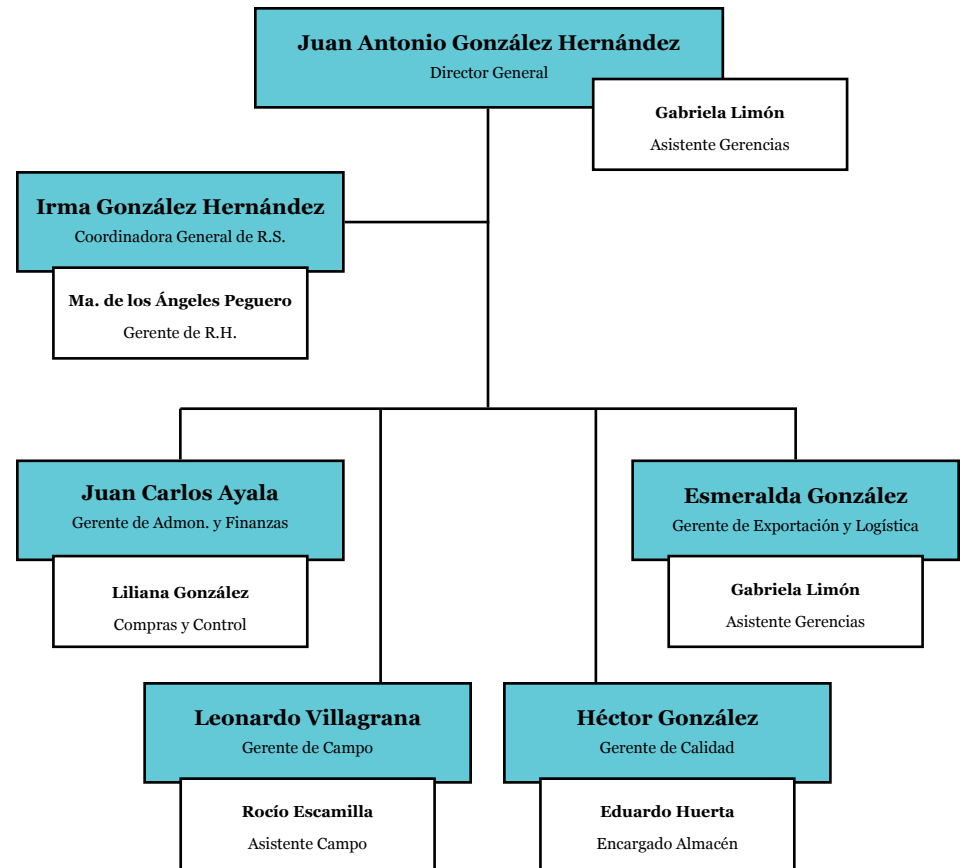 Juan Antonio González Hernández
Director General
Gabriela Limón
Asistente Gerencias
Irma González Hernández
Coordinadora General de R.S.
Ma. de los Ángeles Peguero
Gerente de R.H.
Juan Carlos Ayala
Gerente de Admon. y Finanzas
Liliana González
Compras y Control
Esmeralda González
Gerente de Exportación y Logística
Gabriela Limón
Asistente Gerencias
Leonardo Villagrana
Gerente de Campo
Rocío Escamilla
Asistente Campo
Héctor González
Gerente de Calidad
Eduardo Huerta
Encargado Almacén